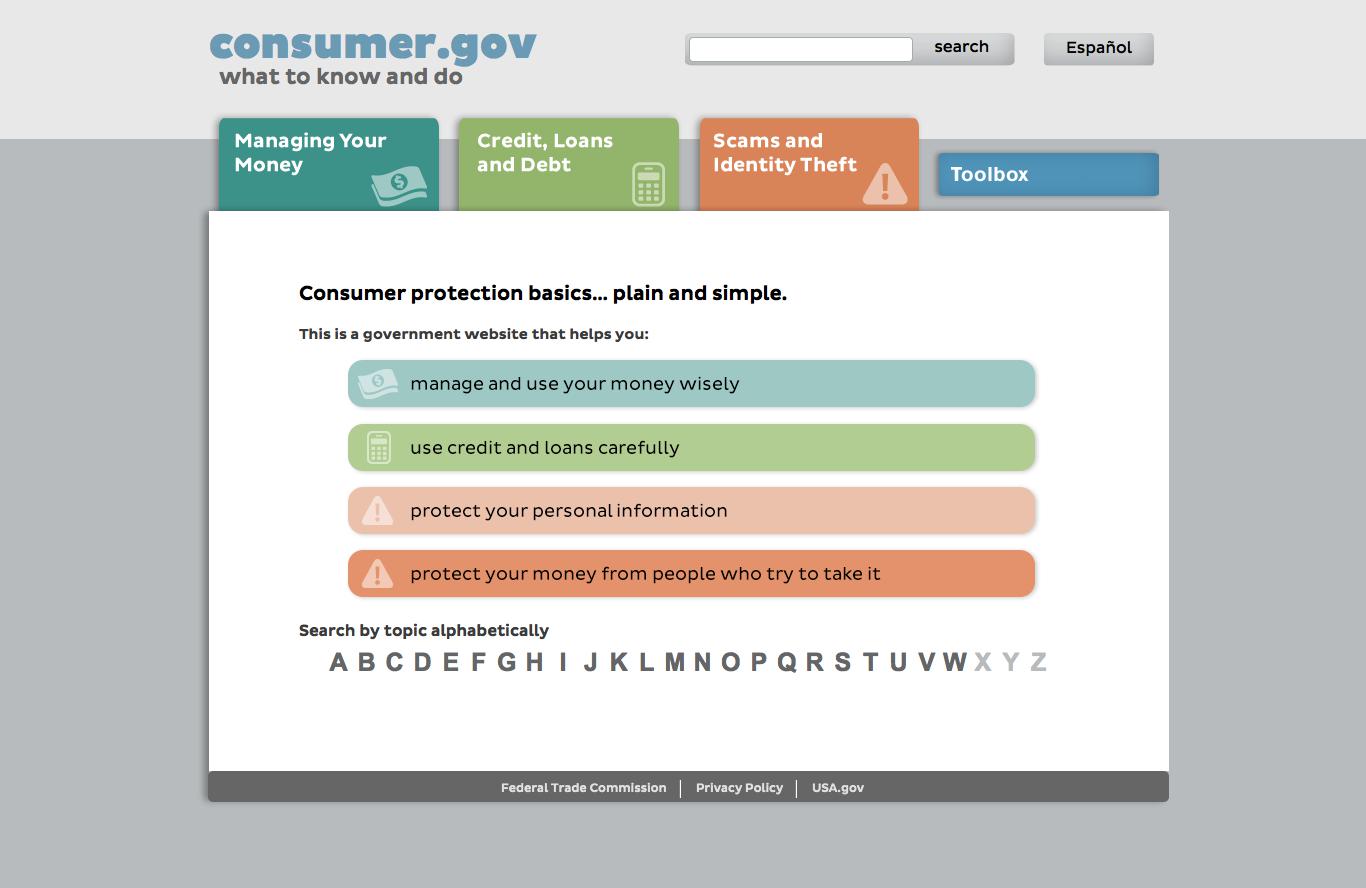 consumer.gov
what to know and do
search
Español
Managing Your
Money
Credit, Loans
and Debt
Scams and
Identity Theft
Toolbox
Consumer protection basics... plain and simple.
This is a government website that helps you:
manage and use your money wisely
use credit and loans carefully
protect your personal information
protect your money from people who try to take it
Search by topic alphabetically
A B C D E F G H I J K L M N O P Q R S T U V W X Y Z
Federal Trade Commission | Privacy Policy | USA.gov